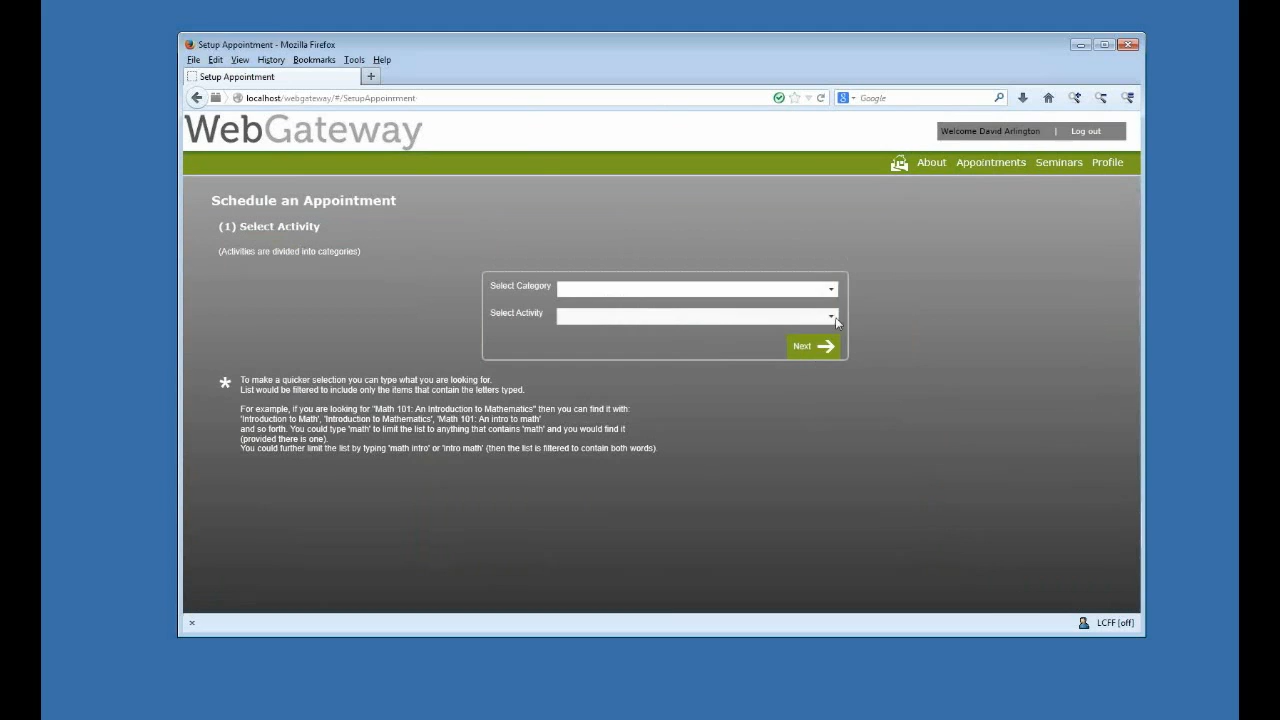 Setup Appointment - Mozilla Firefox
File Edit View History Bookmarks Tools Help
Setup Appointment
localhost/webgateway/#/SetupAppointment
Google
WebGateway
Welcome David Arlington | Log out
About Appointments Seminars Profile
Schedule an Appointment
(1) Select Activity
(Activities are divided into categories)
Select Category
Select Activity
Next
* To make a quicker selection you can type what you are looking for.
List would be filtered to include only the items that contain the letters typed.
For example, if you are looking for "Math 101: An Introduction to Mathematics" then you can find it with:
'Introduction to Math', 'Introduction to Mathematics', 'Math 101: An intro to math'
and so forth. You could type 'math' to limit the list to anything that contains 'math' and you would find it
(provided there is one).
You could further limit the list by typing 'math intro' or 'intro math' (then the list is filtered to contain both words).
LCFF [off]